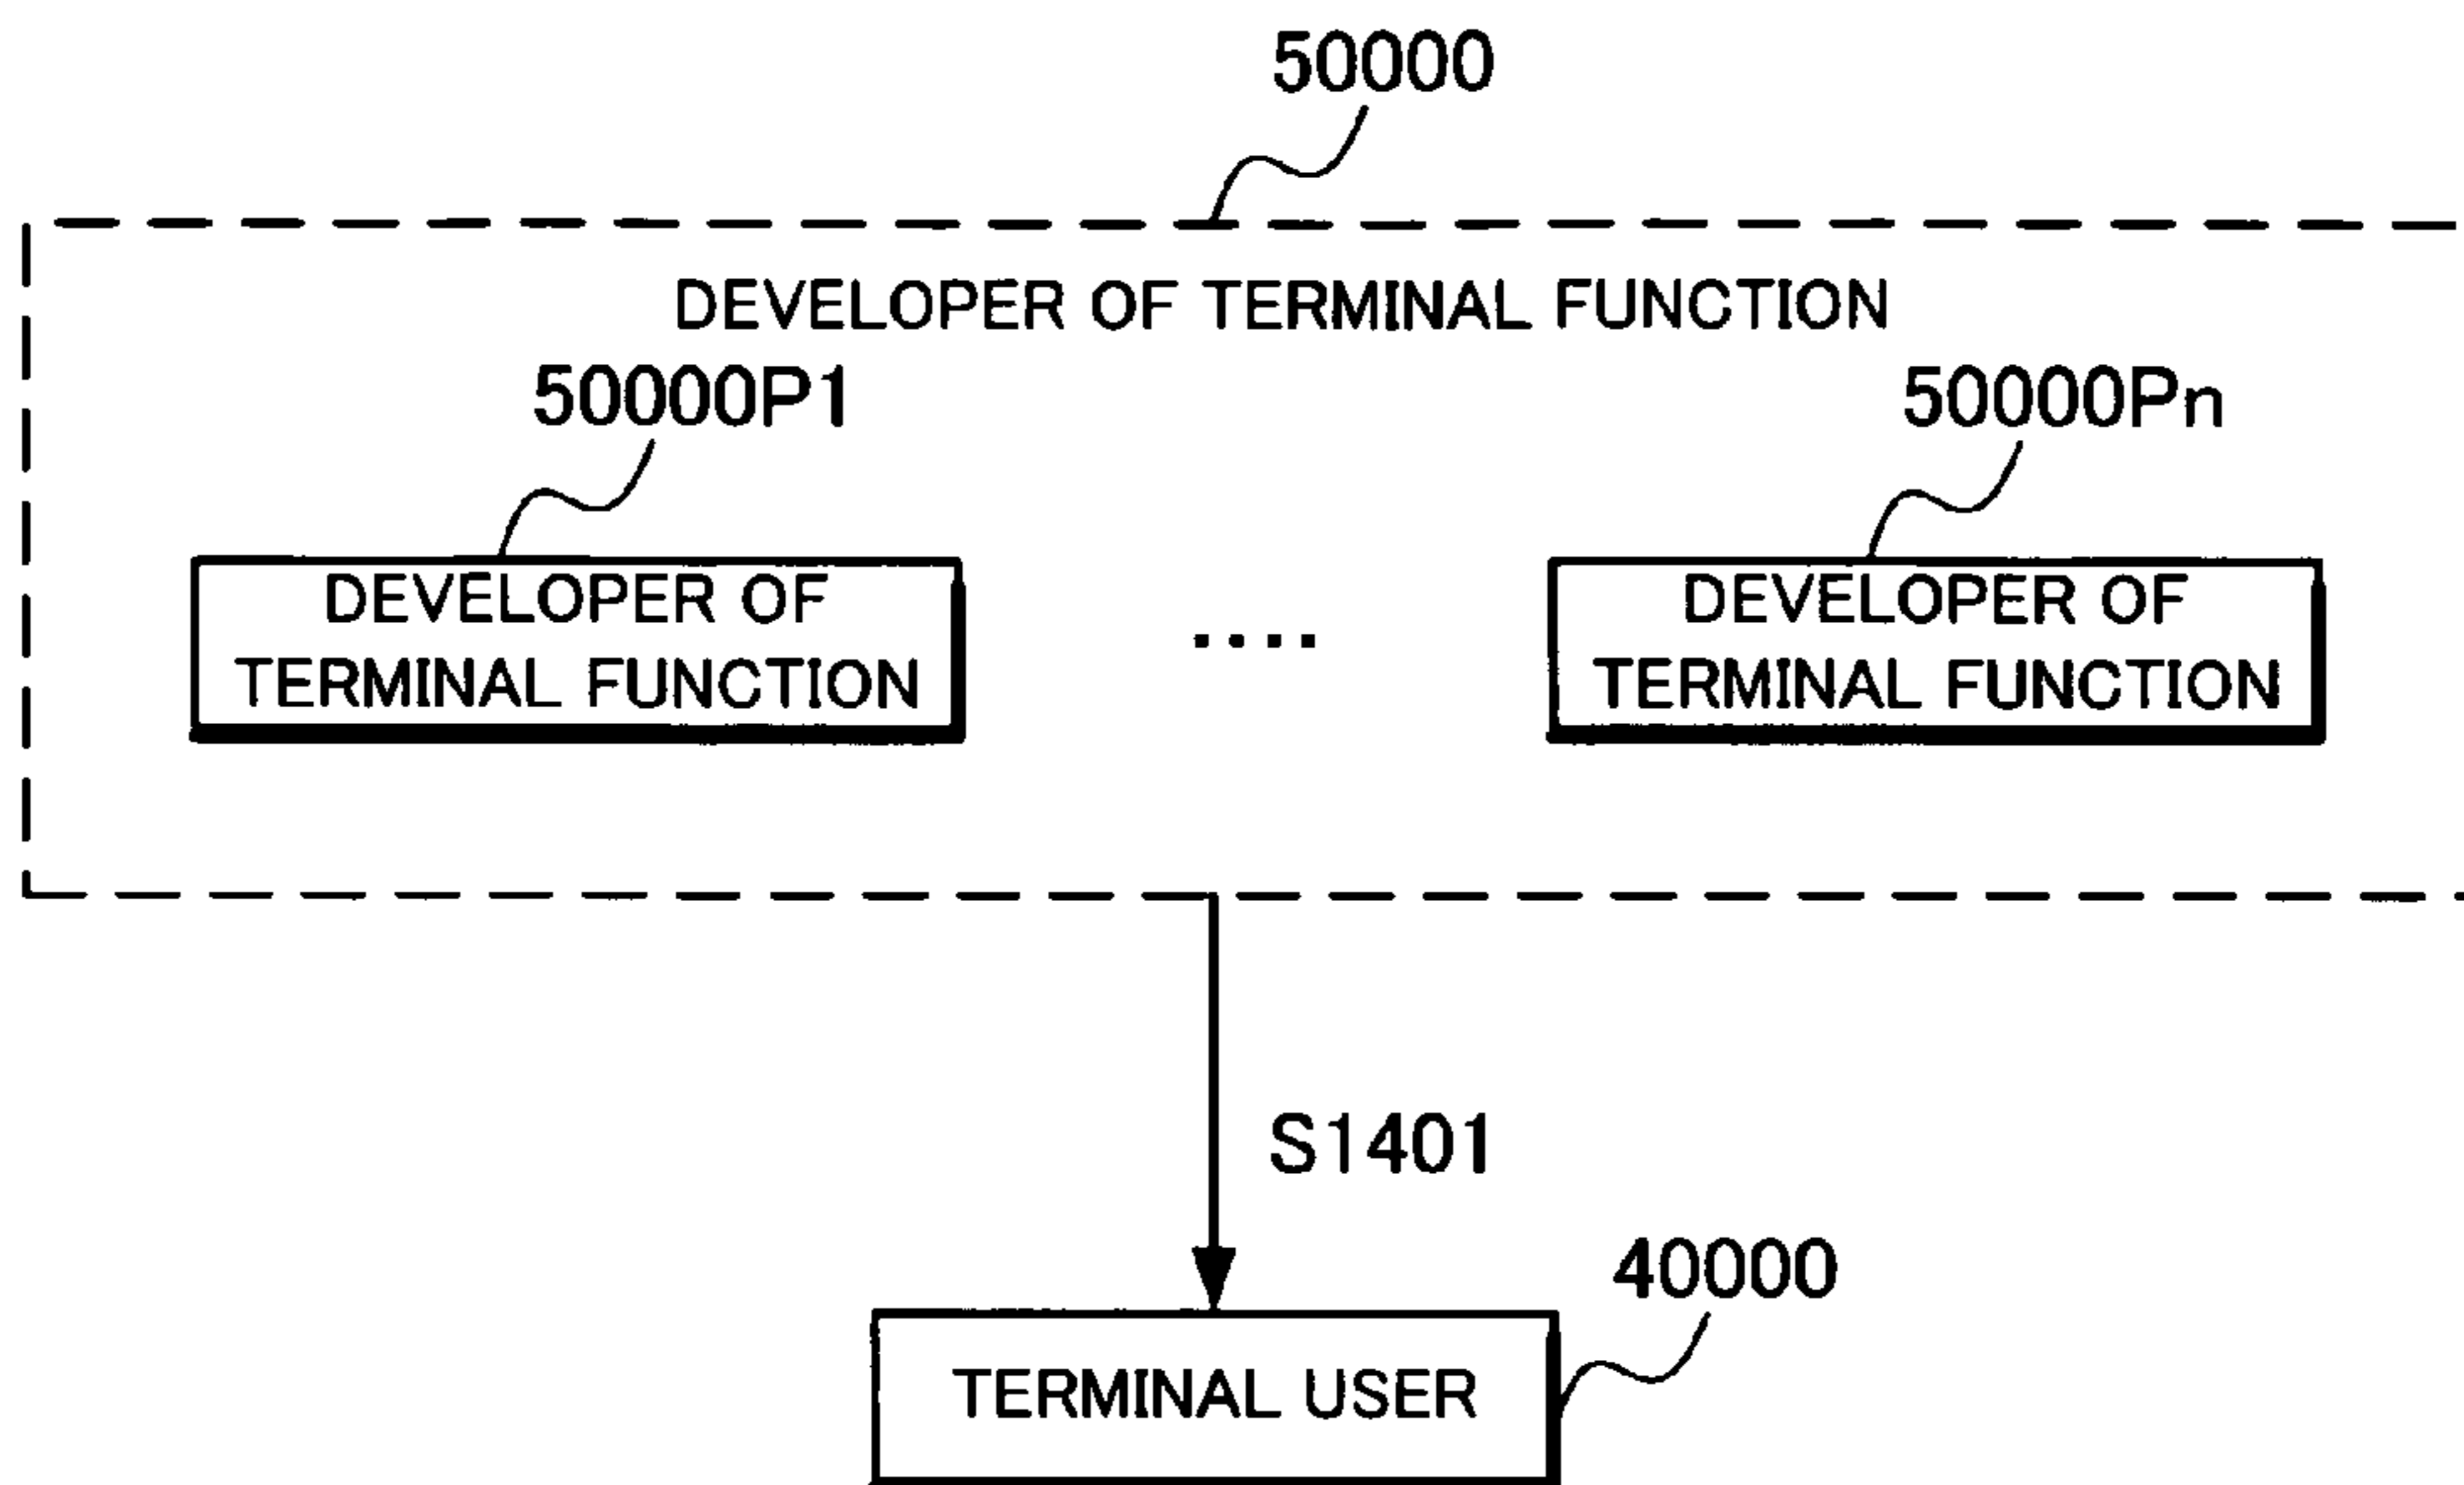 50000
DEVELOPER OF TERMINAL FUNCTION
50000P1
50000Pn
DEVELOPER OF
TERMINAL FUNCTION
....
DEVELOPER OF
TERMINAL FUNCTION
S1401
40000
TERMINAL USER